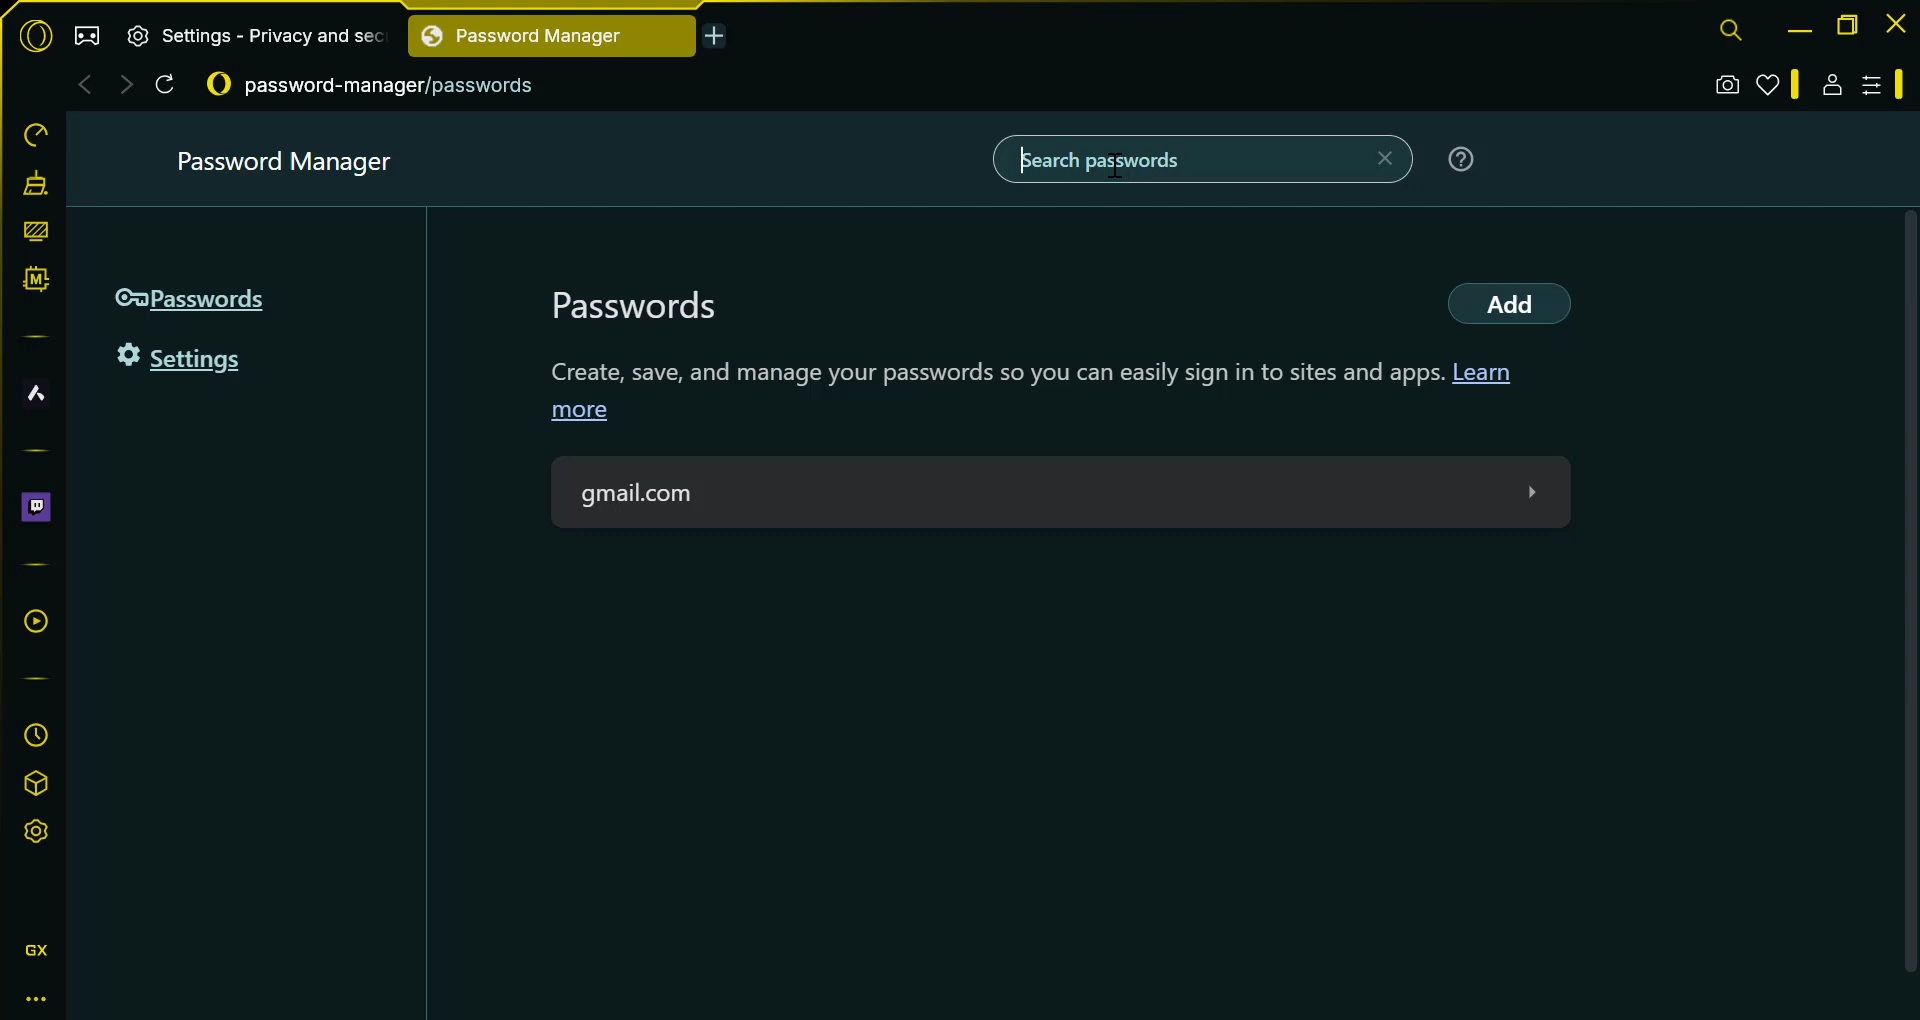 Settings - Privacy and sec
Password Manager
password-manager/passwords
Password Manager
Search passwords
Passwords
Settings
Passwords
Add
Create, save, and manage your passwords so you can easily sign in to sites and apps. Learn
more
gmail.com
M
GX